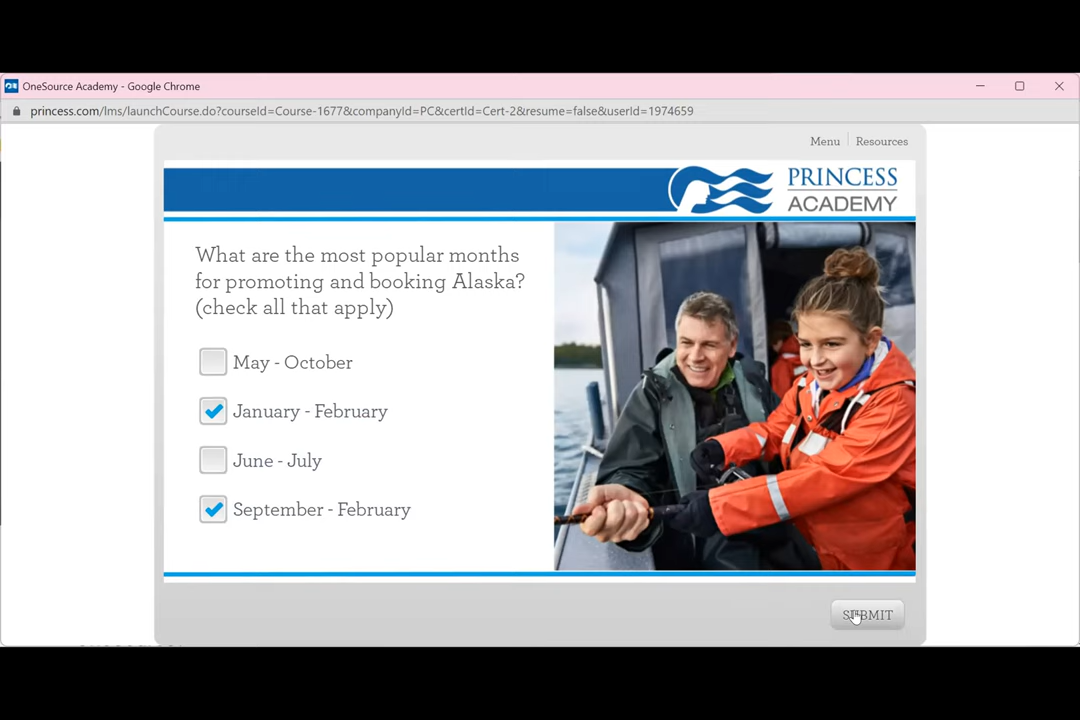 OneSource Academy - Google Chrome
princess.com/lms/launchCourse.do?courseId=Course-1677&companyId=PC&certId=Cert-2&resume=false&userId=1974659
Menu
Resources
PRINCESS
ACADEMY
What are the most popular months
for promoting and booking Alaska?
(check all that apply)
May - October
January - February
June - July
September - February
SUBMIT